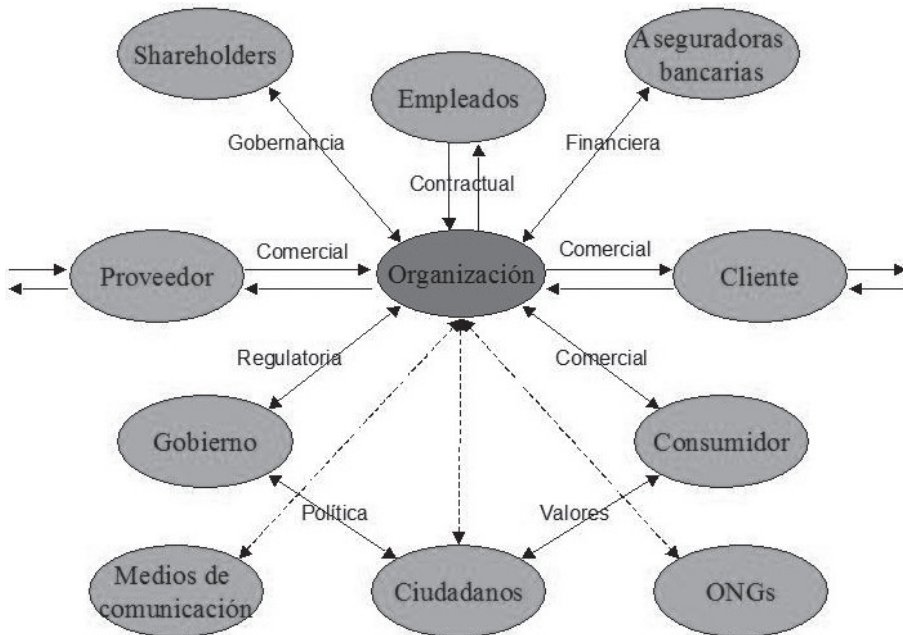 Shareholders
Empleados
Aseguradoras
bancarias
Gobernancia
Contractual
Financiera
Proveedor
Comercial
Organización
Comercial
Cliente
Regulatoria
Comercial
Gobierno
Consumidor
Política
Valores
Medios de
comunicación
Ciudadanos
ONGs